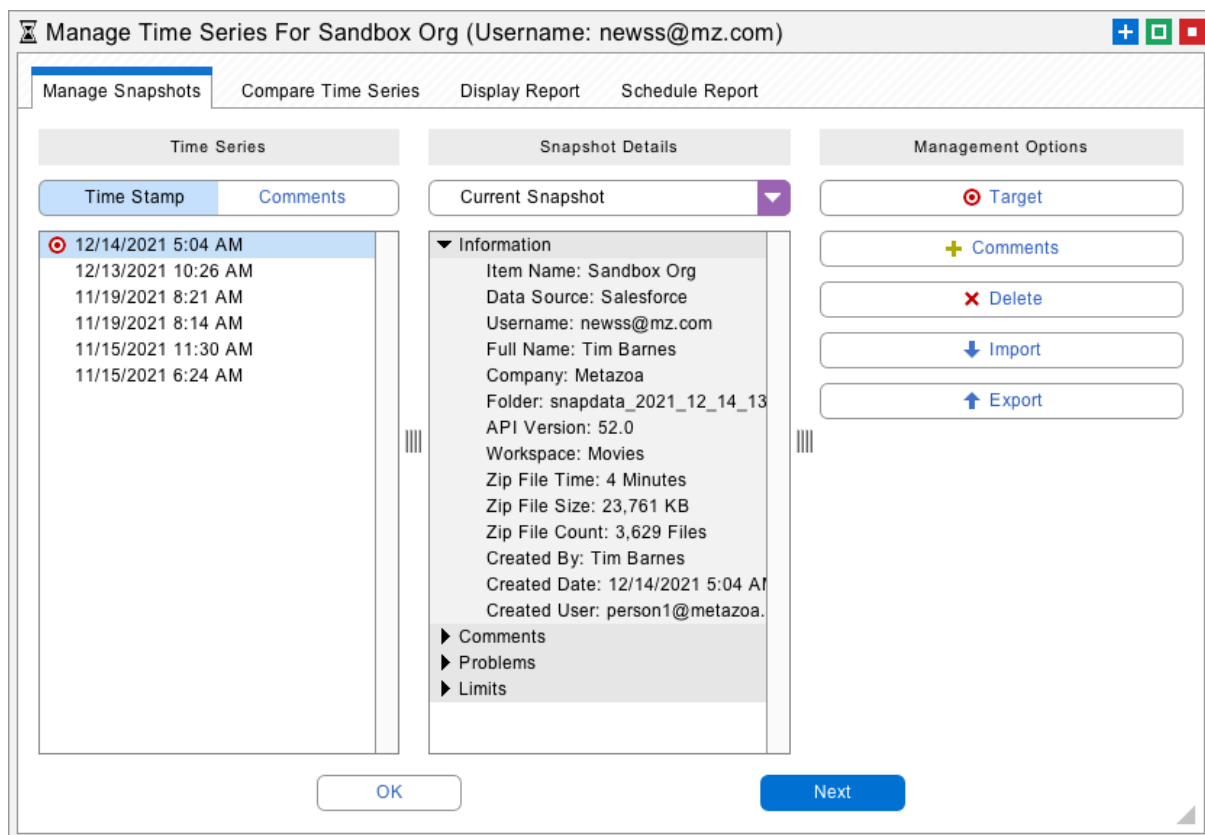 Manage Time Series For Sandbox Org (Username: newss@mz.com)
Manage Snapshots
Compare Time Series
Display Report
Schedule Report
Time Series
Time Stamp
Comments
12/14/2021 5:04 AM
12/13/2021 10:26 AM
11/19/2021 8:21 AM
11/19/2021 8:14 AM
11/15/2021 11:30 AM
11/15/2021 6:24 AM
Snapshot Details
Current Snapshot
Information
Item Name: Sandbox Org
Data Source: Salesforce
Username: newss@mz.com
Full Name: Tim Barnes
Company: Metazoa
Folder: snapdata_2021_12_14_13
API Version: 52.0
Workspace: Movies
Zip File Time: 4 Minutes
Zip File Size: 23,761 KB
Zip File Count: 3,629 Files
Created By: Tim Barnes
Created Date: 12/14/2021 5:04 AM
Created User: person1@metazoa.
Comments
Problems
Limits
Management Options
Target
Comments
Delete
Import
Export
OK
Next